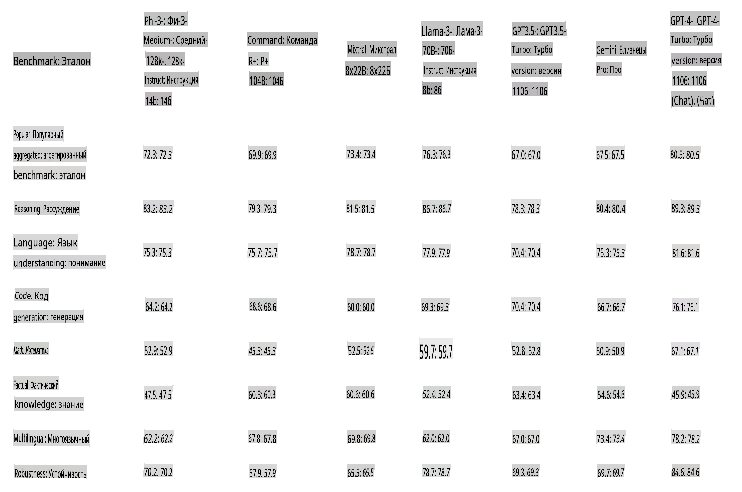 Benchmark: Эталон
Phi-3-: Фи-3-
Medium-: Средний-
128k-: 128к-
Instruct: Инструкция
14b: 14б
Command: Команда
R+: Р+
104B: 104Б
Mixtral: Микстрал
8x22B: 8x22Б
Llama-3-: Лама-3-
70B-: 70Б-
Instruct: Инструкция
8b: 8б
GPT3.5-: GPT3.5-
Turbo: Турбо
version: версия
1106: 1106
Gemini: Близнецы
Pro: Про
GPT-4-: GPT-4-
Turbo: Турбо
version: версия
1106: 1106
(Chat): (Чат)
Popular: Популярный
aggregated: агрегированный
benchmark: эталон
72.3: 72.3
69.9: 69.9
73.4: 73.4
76.3: 76.3
67.0: 67.0
67.5: 67.5
80.5: 80.5
Reasoning: Рассуждение
83.2: 83.2
79.3: 79.3
81.5: 81.5
86.7: 86.7
78.3: 78.3
80.4: 80.4
89.3: 89.3
Language: Язык
understanding: понимание
75.3: 75.3
75.7: 75.7
78.7: 78.7
77.9: 77.9
70.4: 70.4
75.3: 75.3
81.6: 81.6
Code: Код
generation: генерация
64.2: 64.2
68.6: 68.6
60.0: 60.0
69.3: 69.3
70.4: 70.4
66.7: 66.7
76.1: 76.1
Math: Математика
52.9: 52.9
45.3: 45.3
52.5: 52.5
59.7: 59.7
52.8: 52.8
50.9: 50.9
67.1: 67.1
Factual: Фактический
knowledge: знание
47.5: 47.5
60.3: 60.3
60.6: 60.6
52.4: 52.4
63.4: 63.4
54.6: 54.6
45.9: 45.9
Multilingual: Многоязычный
62.2: 62.2
67.8: 67.8
69.8: 69.8
62.0: 62.0
67.0: 67.0
73.4: 73.4
78.2: 78.2
Robustness: Устойчивость
70.2: 70.2
57.9: 57.9
65.5: 65.5
78.7: 78.7
69.3: 69.3
69.7: 69.7
84.6: 84.6